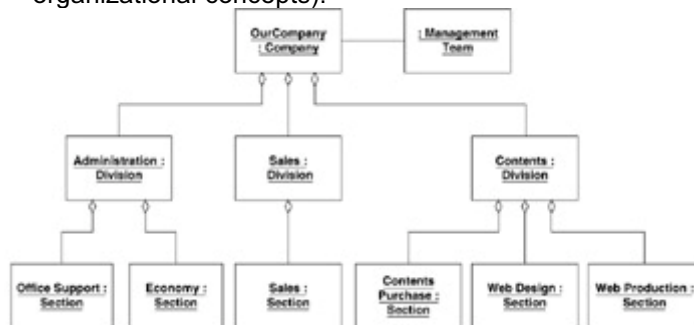 organizational concepts).
OurCompany
: Company
: Management
Team
Administration :
Division
Sales :
Division
Contents :
Division
Office Support :
Section
Economy :
Section
Sales :
Section
Contents
Purchase :
Section
Web Design :
Section
Web Production :
Section